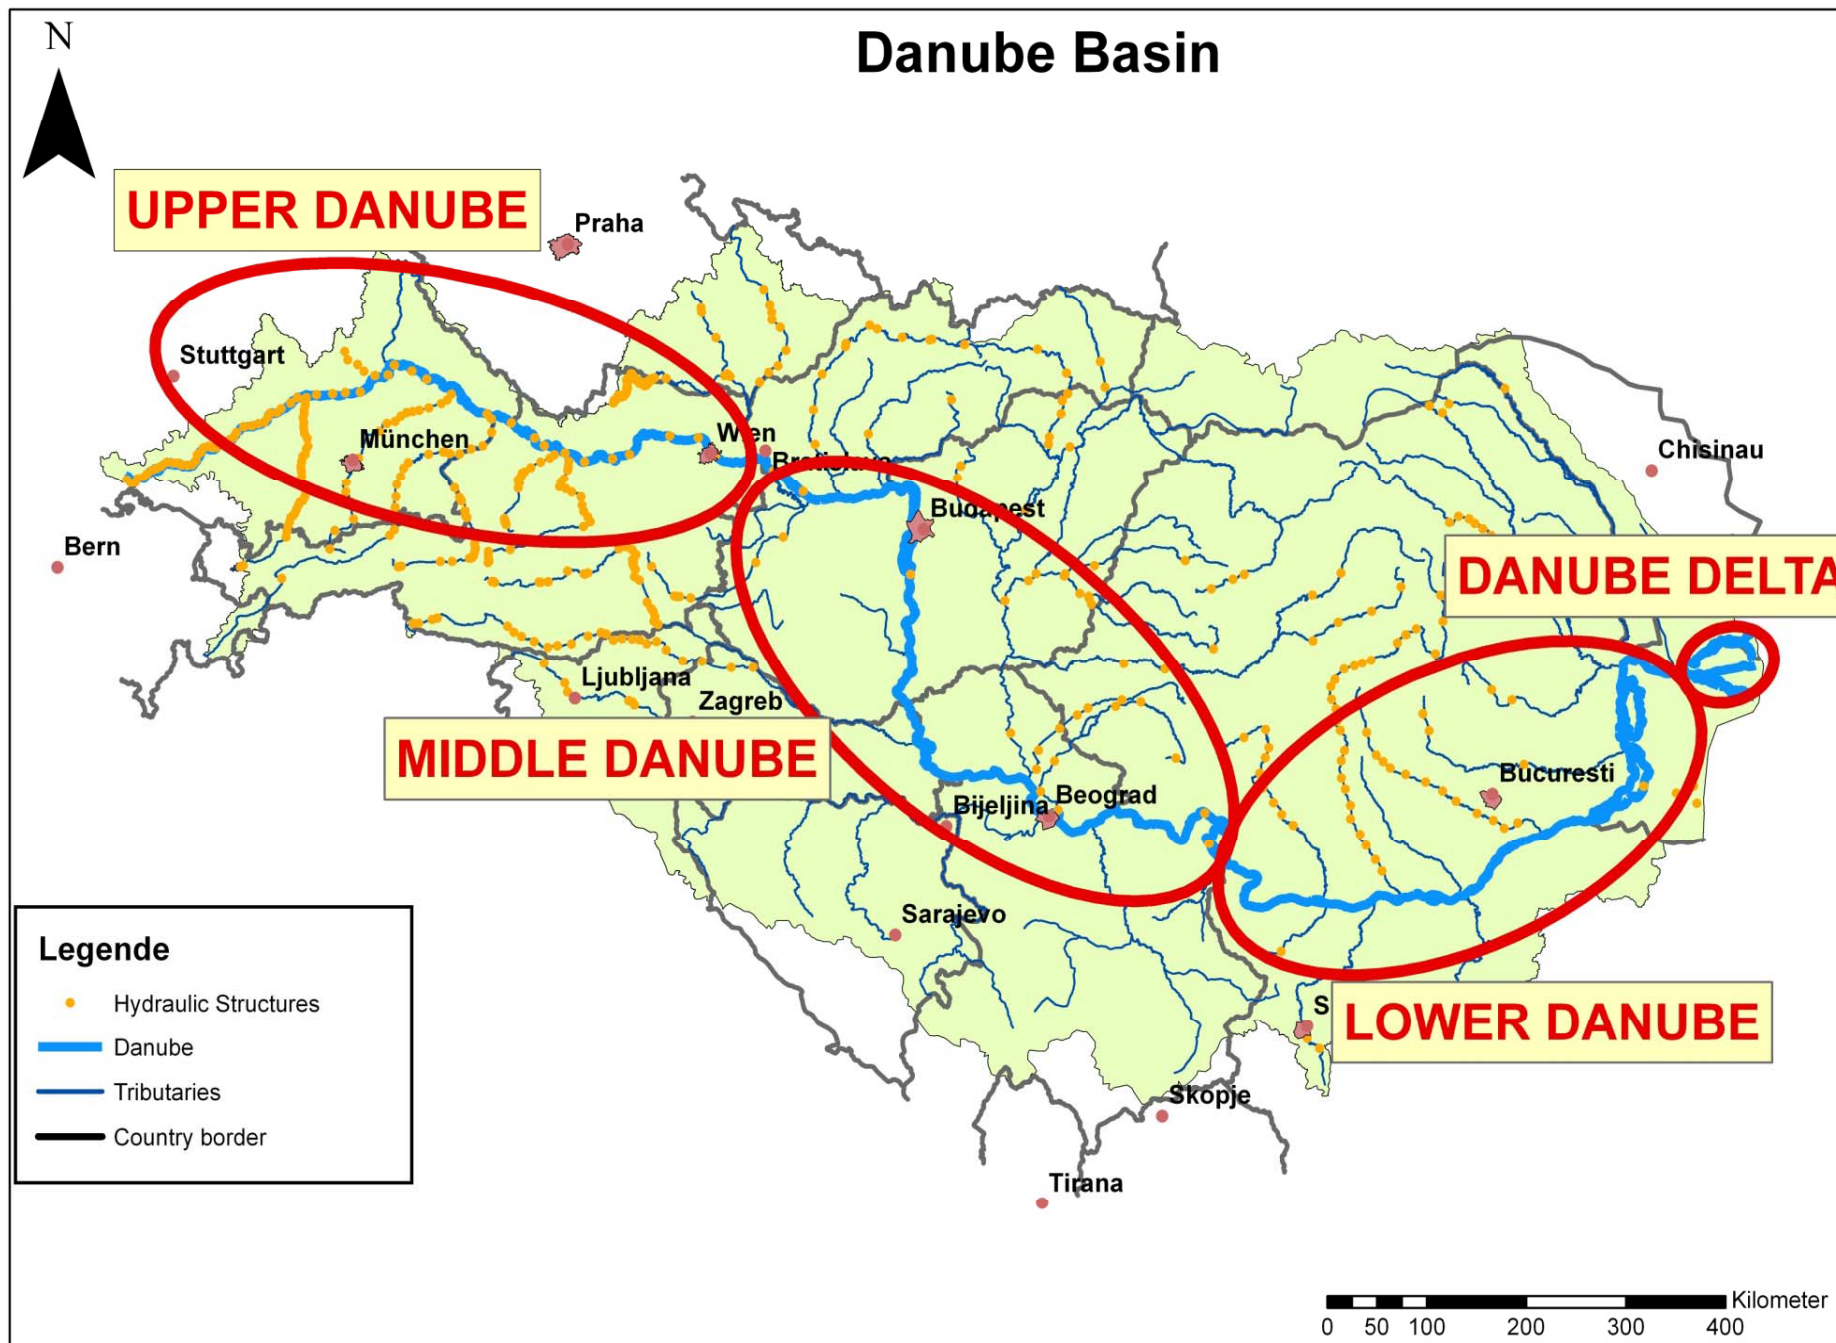 N
Danube Basin
UPPER DANUBE
Praha
Stuttgart
München
Wien
Bratislava
Chisinau
Budapest
Bern
DANUBE DELTA
Ljubljana
Zagreb
MIDDLE DANUBE
Bucuresti
Bijeljina
Beograd
Sarajevo
S
LOWER DANUBE
Skopje
Tirana
Legende
Hydraulic Structures
Danube
Tributaries
Country border
Kilometer
0 50 100 200 300 400